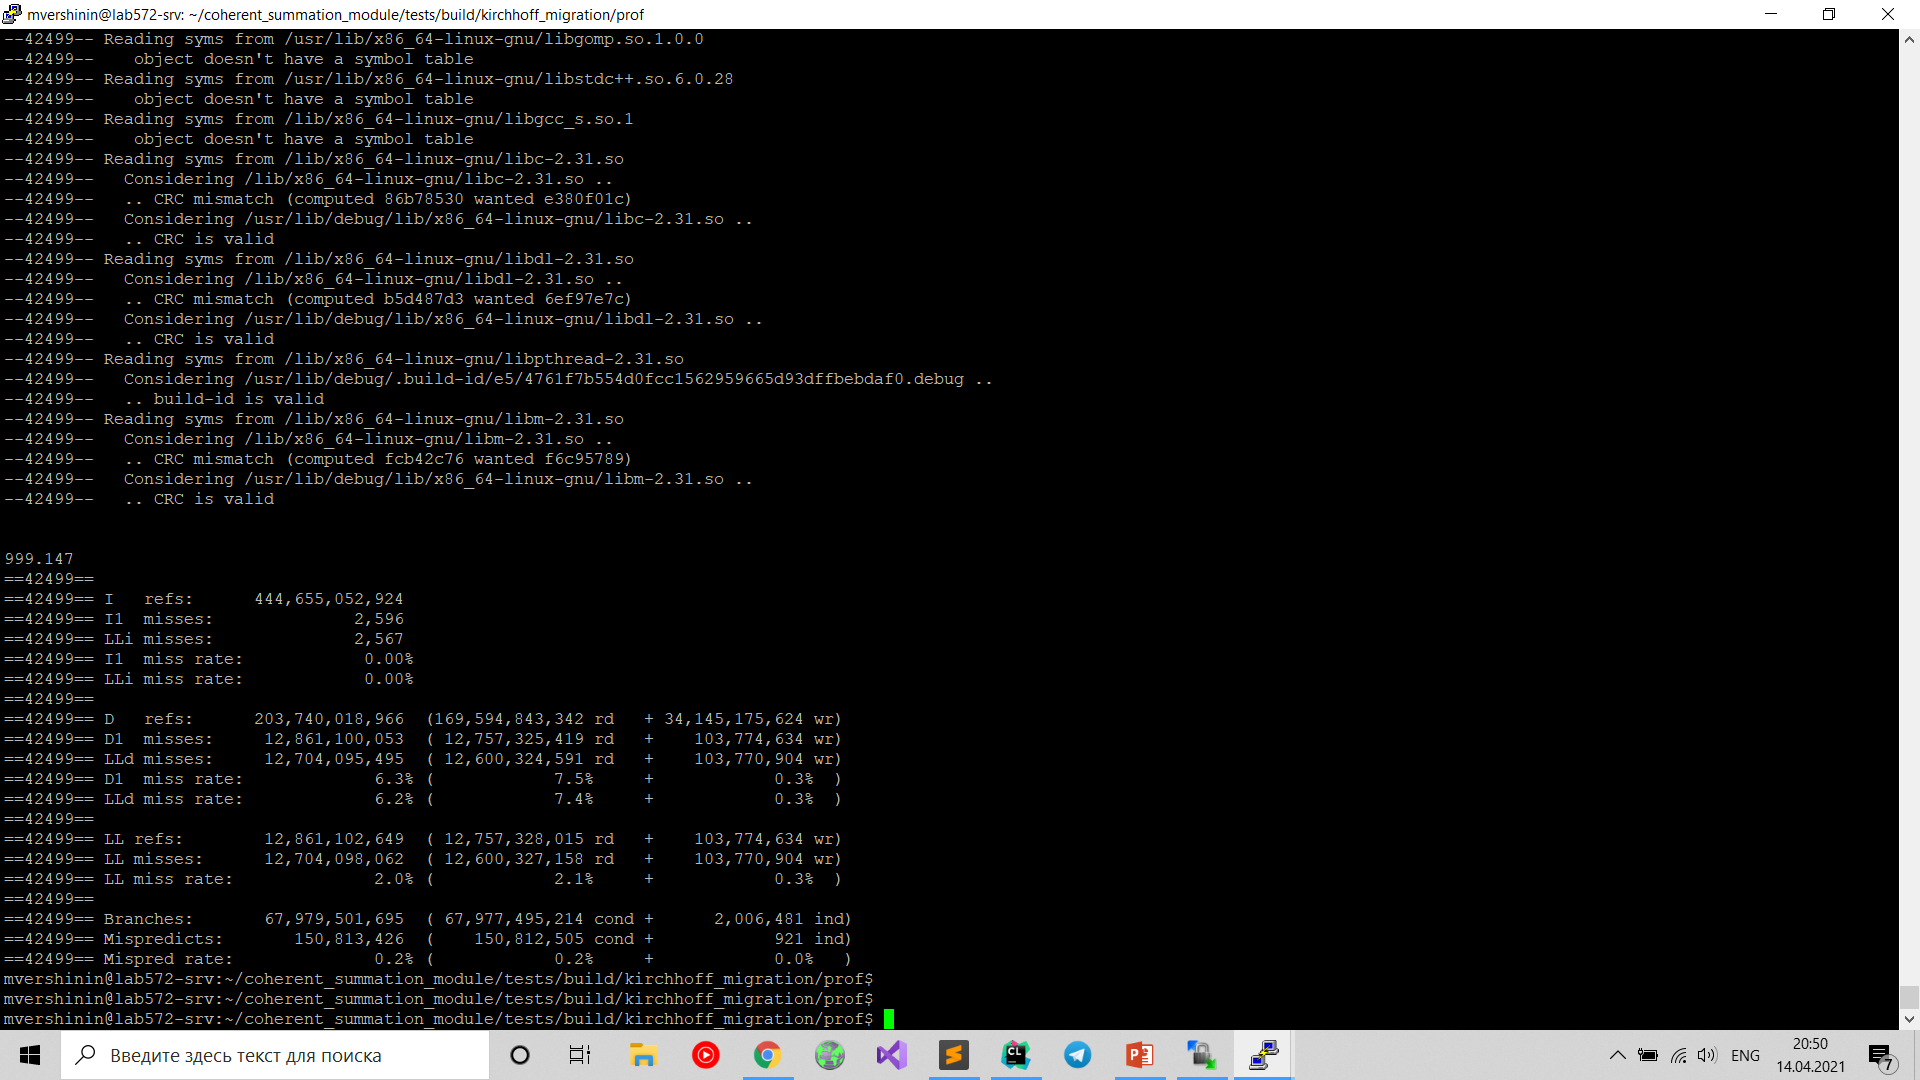 mvershinin@lab572-srv: ~/coherent_summation_module/tests/build/kirchhoff_migration/prof
--42499-- Reading syms from /usr/lib/x86_64-linux-gnu/libgomp.so.1.0.0
--42499--    object doesn't have a symbol table
--42499-- Reading syms from /usr/lib/x86_64-linux-gnu/libstdc++.so.6.0.28
--42499--    object doesn't have a symbol table
--42499-- Reading syms from /lib/x86_64-linux-gnu/libgcc_s.so.1
--42499--    object doesn't have a symbol table
--42499-- Reading syms from /lib/x86_64-linux-gnu/libc-2.31.so
--42499--   Considering /lib/x86_64-linux-gnu/libc-2.31.so ..
--42499--   .. CRC mismatch (computed 86b78530 wanted e380f01c)
--42499--   Considering /usr/lib/debug/lib/x86_64-linux-gnu/libc-2.31.so ..
--42499--   .. CRC is valid
--42499-- Reading syms from /lib/x86_64-linux-gnu/libdl-2.31.so
--42499--   Considering /lib/x86_64-linux-gnu/libdl-2.31.so ..
--42499--   .. CRC mismatch (computed b5d487d3 wanted 6ef97e7c)
--42499--   Considering /usr/lib/debug/lib/x86_64-linux-gnu/libdl-2.31.so ..
--42499--   .. CRC is valid
--42499-- Reading syms from /lib/x86_64-linux-gnu/libpthread-2.31.so
--42499--   Considering /usr/lib/debug/.build-id/e5/4761f7b554d0fcc1562959665d93dffbebdaf0.debug ..
--42499--   .. build-id is valid
--42499-- Reading syms from /lib/x86_64-linux-gnu/libm-2.31.so
--42499--   Considering /lib/x86_64-linux-gnu/libm-2.31.so ..
--42499--   .. CRC mismatch (computed fcb42c76 wanted f6c95789)
--42499--   Considering /usr/lib/debug/lib/x86_64-linux-gnu/libm-2.31.so ..
--42499--   .. CRC is valid
999.147
==42499==
==42499== I   refs:      444,655,052,924
==42499== I1  misses:              2,596
==42499== LLi misses:              2,567
==42499== I1  miss rate:            0.00%
==42499== LLi miss rate:            0.00%
==42499==
==42499== D   refs:      203,740,018,966  (169,594,843,342 rd   + 34,145,175,624 wr)
==42499== D1  misses:     12,861,100,053  ( 12,757,325,419 rd   +    103,774,634 wr)
==42499== LLd misses:     12,704,095,495  ( 12,600,324,591 rd   +    103,770,904 wr)
==42499== D1  miss rate:             6.3% (            7.5%     +            0.3%  )
==42499== LLd miss rate:             6.2% (            7.4%     +            0.3%  )
==42499==
==42499== LL refs:        12,861,102,649  ( 12,757,328,015 rd   +    103,774,634 wr)
==42499== LL misses:      12,704,098,062  ( 12,600,327,158 rd   +    103,770,904 wr)
==42499== LL miss rate:              2.0% (            2.1%     +            0.3%  )
==42499==
==42499== Branches:       67,979,501,695  ( 67,977,495,214 cond +      2,006,481 ind)
==42499== Mispredicts:       150,813,426  (    150,812,505 cond +            921 ind)
==42499== Mispred rate:              0.2% (            0.2%     +            0.0%   )
mvershinin@lab572-srv:~/coherent_summation_module/tests/build/kirchhoff_migration/prof$
mvershinin@lab572-srv:~/coherent_summation_module/tests/build/kirchhoff_migration/prof$
mvershinin@lab572-srv:~/coherent_summation_module/tests/build/kirchhoff_migration/prof$
Введите здесь текст для поиска
ENG
20:50
14.04.2021
7